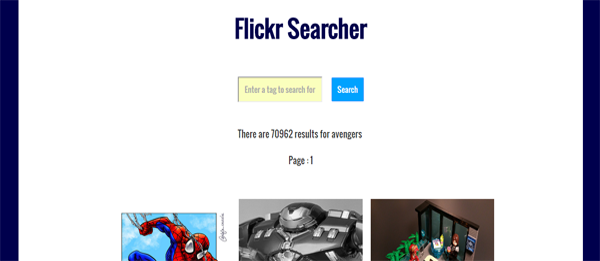 Flickr Searcher
Enter a tag to search for
Search
There are 70962 results for avengers
Page : 1